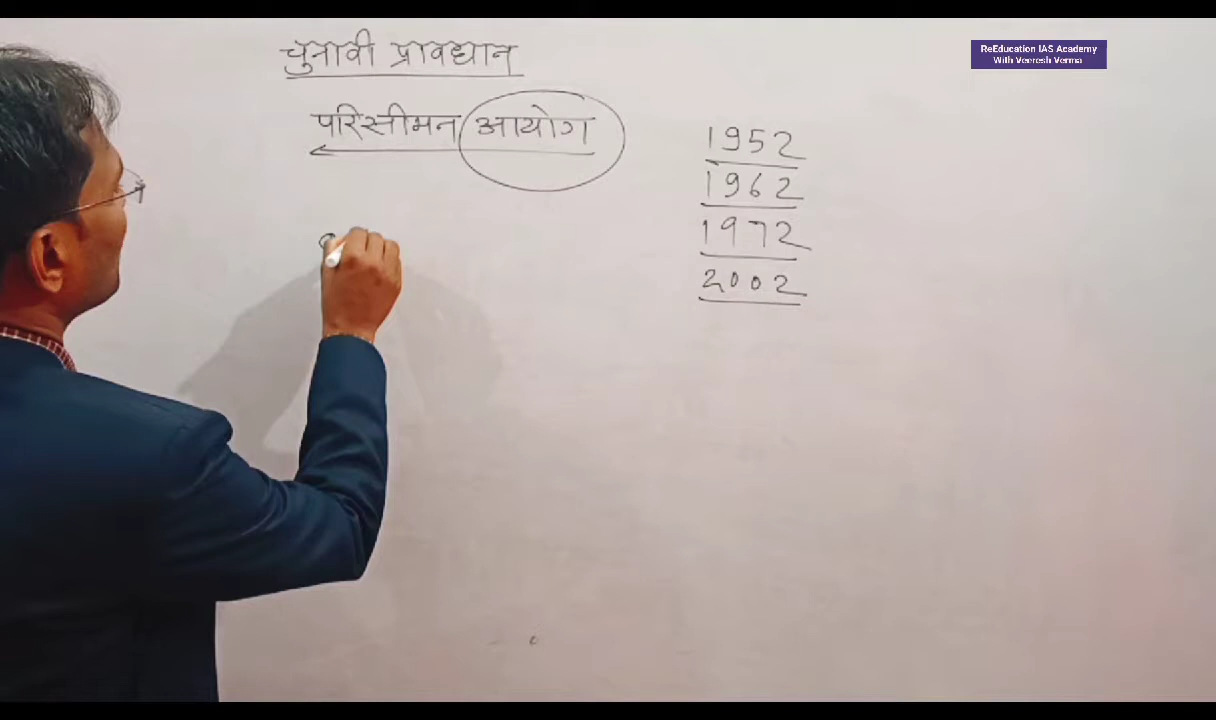 चुनावी प्रावधान
परिसीमन आयोग
1952
1962
1972
2002
ReEducation IAS Academy
With Veeresh Verma